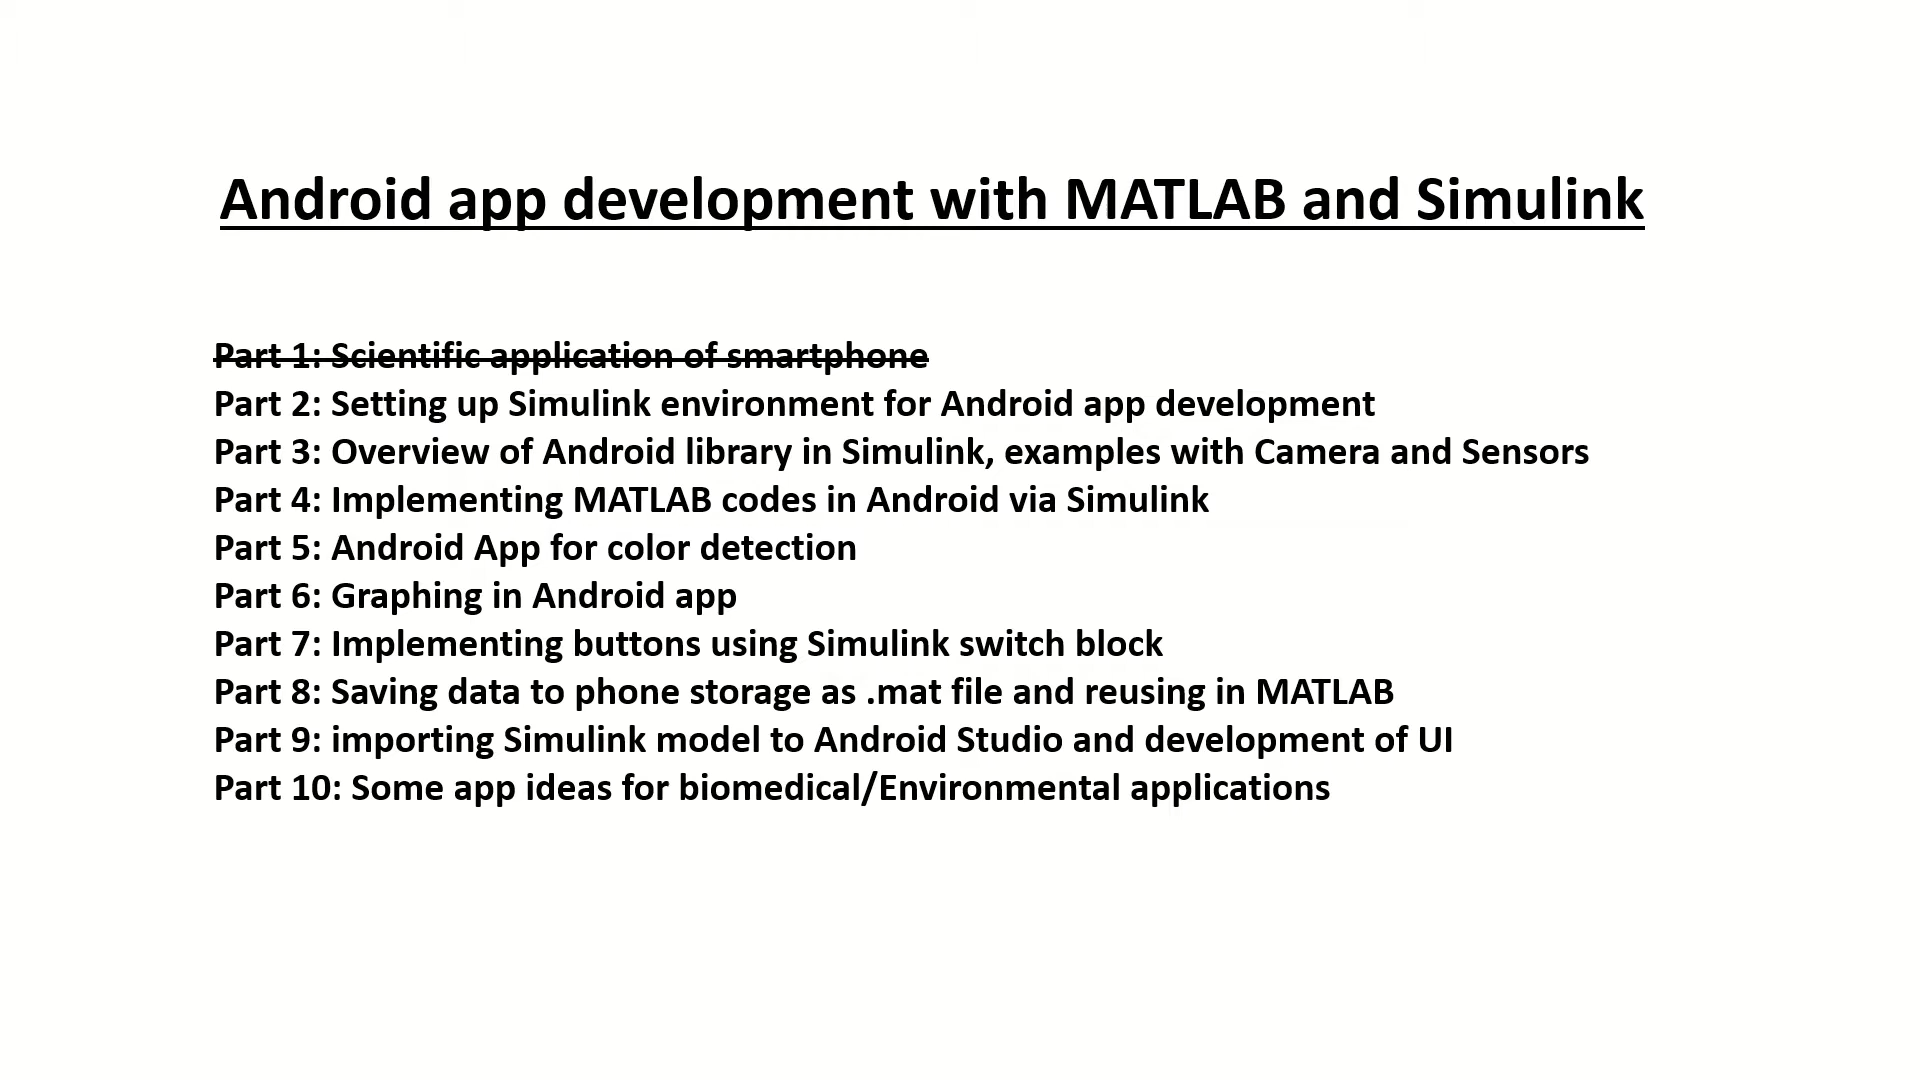 Android app development with MATLAB and Simulink
Part 1: Scientific application of smartphone
Part 2: Setting up Simulink environment for Android app development
Part 3: Overview of Android library in Simulink, examples with Camera and Sensors
Part 4: Implementing MATLAB codes in Android via Simulink
Part 5: Android App for color detection
Part 6: Graphing in Android app
Part 7: Implementing buttons using Simulink switch block
Part 8: Saving data to phone storage as .mat file and reusing in MATLAB
Part 9: importing Simulink model to Android Studio and development of UI
Part 10: Some app ideas for biomedical/Environmental applications